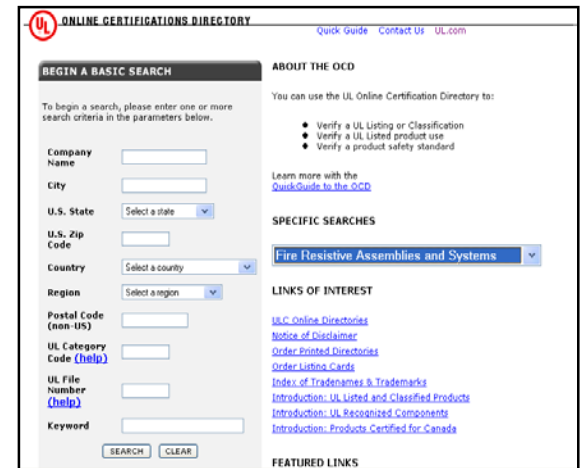 UL
ONLINE CERTIFICATIONS DIRECTORY
Quick Guide Contact Us UL.com
BEGIN A BASIC SEARCH
To begin a search, please enter one or more
search criteria in the parameters below.
Company
Name
City
U.S. State Select a state
U.S. Zip
Code
Country Select a country
Region Select a region
Postal Code
(non-US)
UL Category
Code (help)
UL File
Number
(help)
Keyword
SEARCH CLEAR
ABOUT THE OCD
You can use the UL Online Certification Directory to:
Verify a UL Listing or Classification
Verify a UL Listed product use
Verify a product safety standard
Learn more with the
QuickGuide to the OCD
SPECIFIC SEARCHES
Fire Resistive Assemblies and Systems
LINKS OF INTEREST
ULC Online Directories
Notice of Disclaimer
Order Printed Directories
Order Listing Cards
Index of Tradenames & Trademarks
Introduction: UL Listed and Classified Products
Introduction: UL Recognized Components
Introduction: Products Certified for Canada
FEATURED LINKS